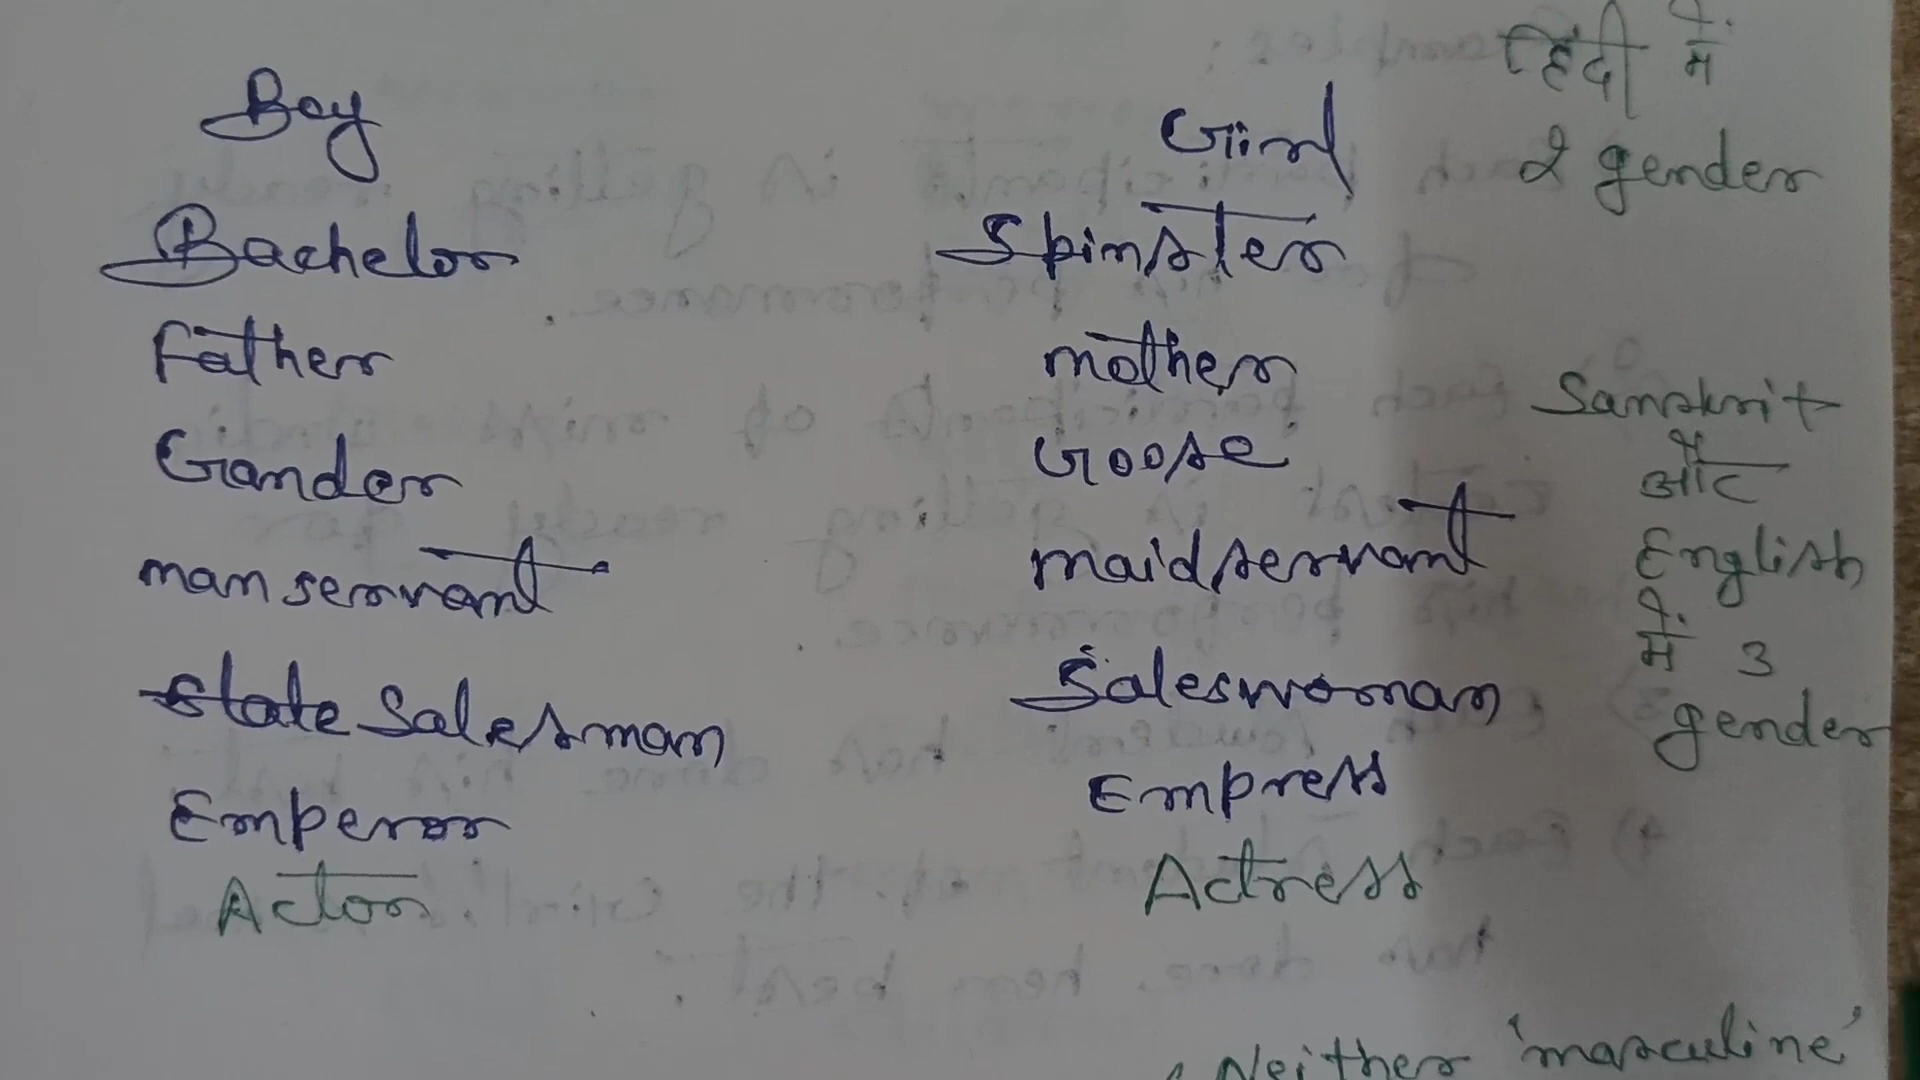 Boy Girl
Bachelor Spinster
Father mother
Gander Goose
man servant maidservant
state Salesman Saleswoman
Emperor Empress
Actor Actress
हिंदी में
2 gender
Sanskrit
और
English
में 3
gender
Neither 'masculine'